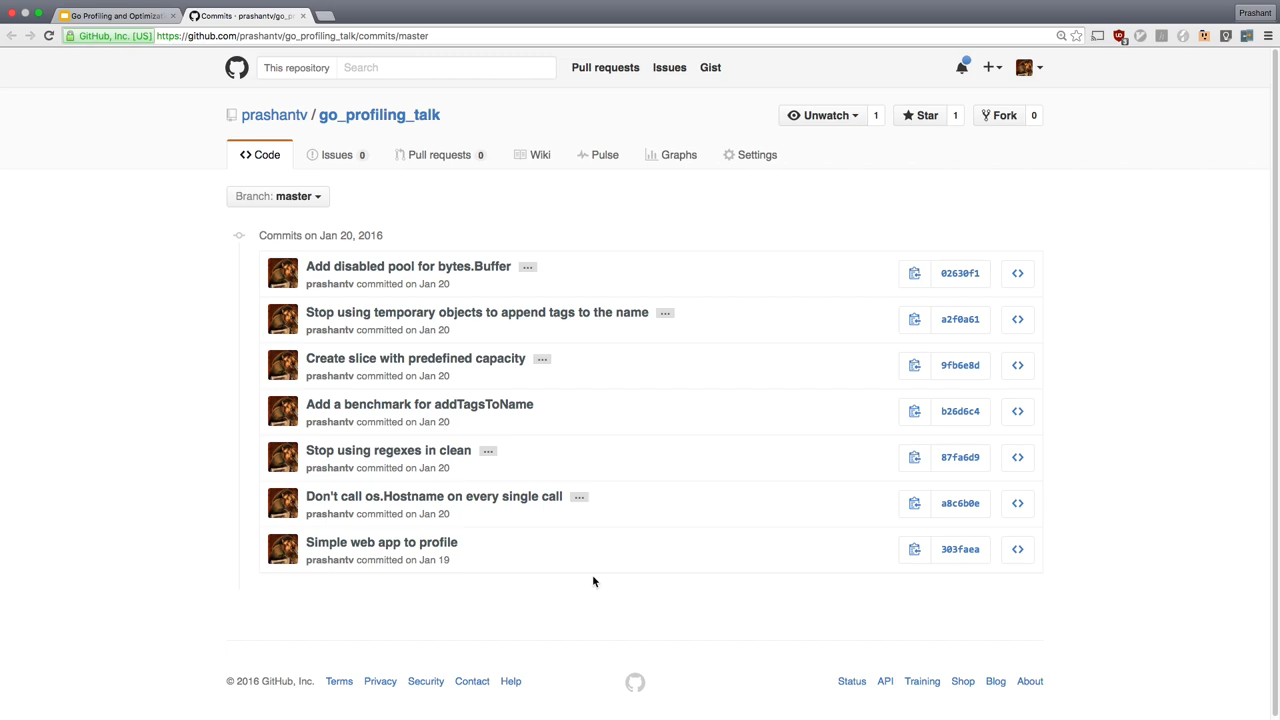 Go Profiling and Optimizati
Commits · prashantv/go_pr
Prashant
GitHub, Inc. [US]
https://github.com/prashantv/go_profiling_talk/commits/master
3
This repository
Search
Pull requests
Issues
Gist
prashantv / go_profiling_talk
Unwatch 1
Star 1
Fork 0
Code
Issues 0
Pull requests 0
Wiki
Pulse
Graphs
Settings
Branch: master
Commits on Jan 20, 2016
Add disabled pool for bytes.Buffer …
prashantv committed on Jan 20
02630f1
Stop using temporary objects to append tags to the name …
prashantv committed on Jan 20
a2f0a61
Create slice with predefined capacity …
prashantv committed on Jan 20
9fb6e8d
Add a benchmark for addTagsToName
prashantv committed on Jan 20
b26d6c4
Stop using regexes in clean …
prashantv committed on Jan 20
87fa6d9
Don't call os.Hostname on every single call …
prashantv committed on Jan 20
a8c6b0e
Simple web app to profile
prashantv committed on Jan 19
303faea
© 2016 GitHub, Inc.
Terms
Privacy
Security
Contact
Help
Status
API
Training
Shop
Blog
About